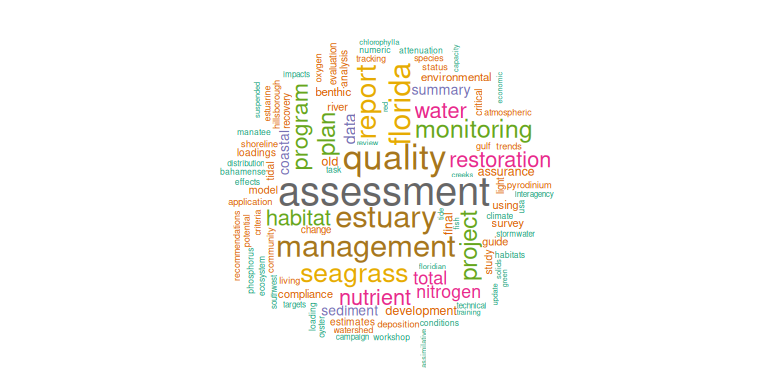 chlorophylla
numeric
attenuation
tracking
species
status
capacity
oxygen
evaluation
analysis
report
florida
impacts
environmental
economic
suspended
estuarine
hillsborough
recovery
program
benthic
summary
critical
river
plan
data
red
water
atmospheric
manatee
coastal
monitoring
review
shoreline
loadings
gulf
trends
distribution
tidal
old
quality
restoration
bahamense
task
creeks
assurance
effects
model
assessment
light
pyrodinium
interagency
application
using
usa
habitat
estuary
tide
fish
final
project
climate
survey
recommendations
potential
criteria
change
stormwater
community
management
guide
phosphorus
ecosystem
study
habitats
southwest
living
seagrass
floridian
total
solids
green
compliance
nutrient
nitrogen
update
targets
loading
sediment
development
technical
training
oyster
estimates
deposition
conditions
watershed
campaign
workshop
assimilative